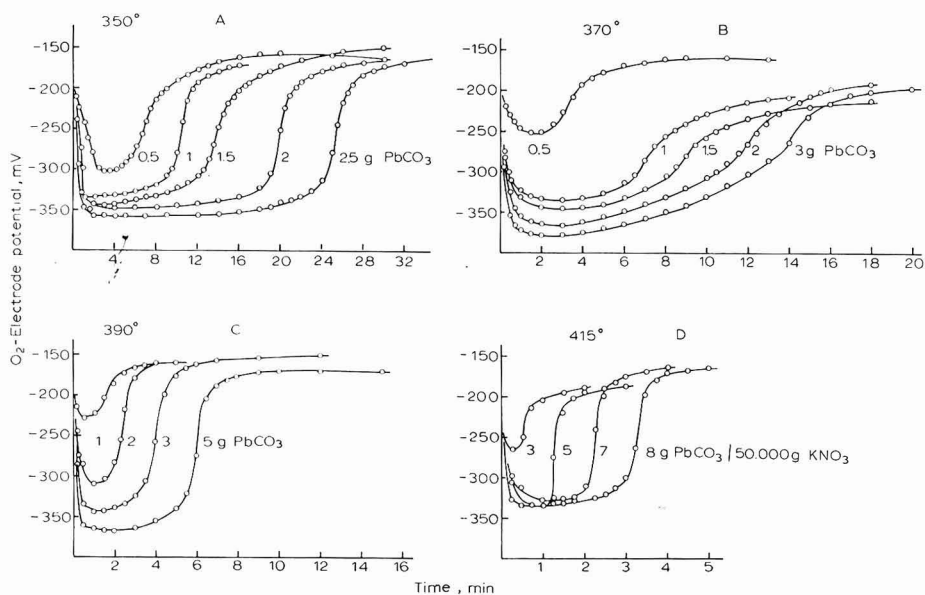 350° A
-150
-200
-250
-300
-350
0.5 1 1.5 2 25 g PbCO3
4 8 12 16 20 24 28 32
370° B
-150
-200
-250
-300
-350
0.5 1 1.5 2 3g PbCO3
2 4 6 8 10 12 14 16 18 20
O2-Electrode potential, mV
390° C
-150
-200
-250
-300
-350
1 2 3 5 g PbCO3
2 4 6 8 10 12 14 16
415° D
-150
-200
-250
-300
-350
3 5 7 8 g PbCO3/50.000g KNO3
1 2 3 4 5
Time, min